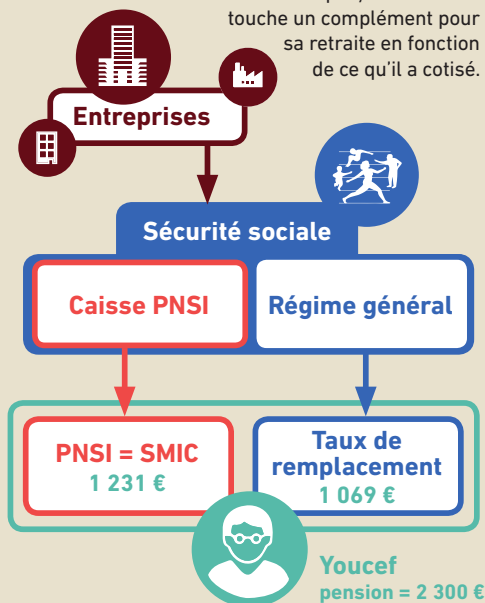 touche un complément pour
sa retraite en fonction
de ce qu'il a cotisé.
Entreprises
Sécurité sociale
Caisse PNSI
Régime général
PNSI = SMIC
1 231 €
Taux de
remplacement
1 069 €
Youcef
pension = 2 300 €